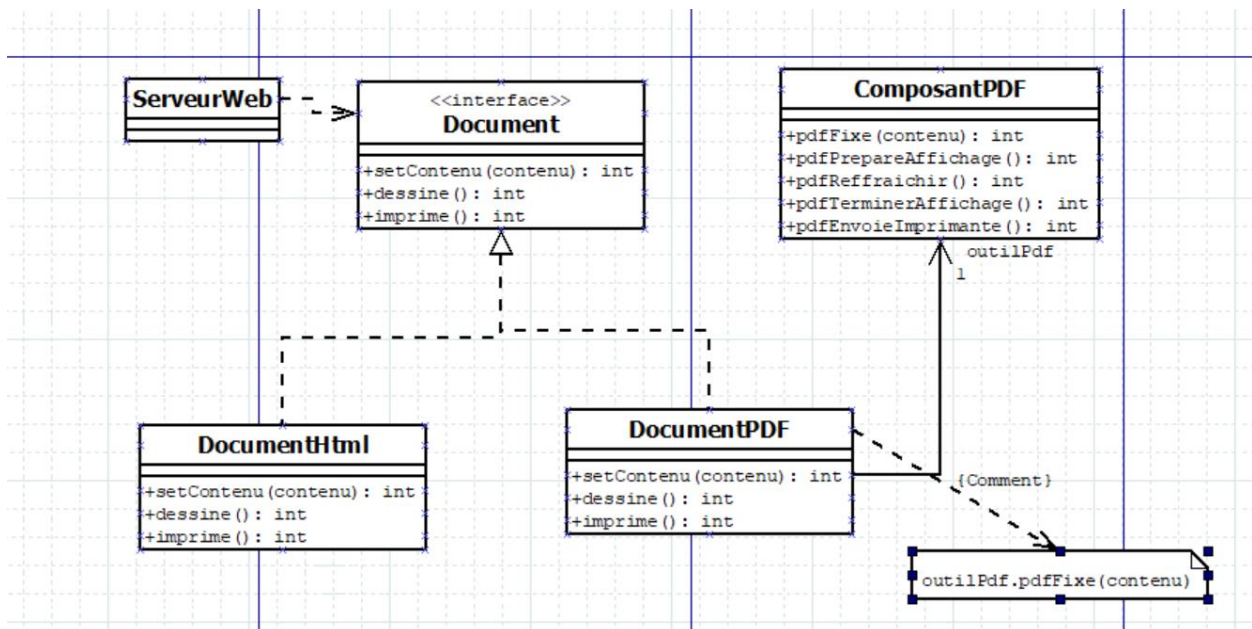 ServeurWeb
<<interface>>
Document
+setContenu(contenu): int
+dessine(): int
+imprime(): int
ComposantPDF
+pdfFixe(contenu): int
+pdfPrepareAffichage(): int
+pdfReffraichir(): int
+pdfTerminerAffichage(): int
+pdfEnvoieImprimante(): int
outilPdf
1
DocumentHtml
+setContenu(contenu): int
+dessine(): int
+imprime(): int
DocumentPDF
+setContenu(contenu): int
+dessine(): int
+imprime(): int
{Comment}
outilPdf.pdfFixe(contenu)